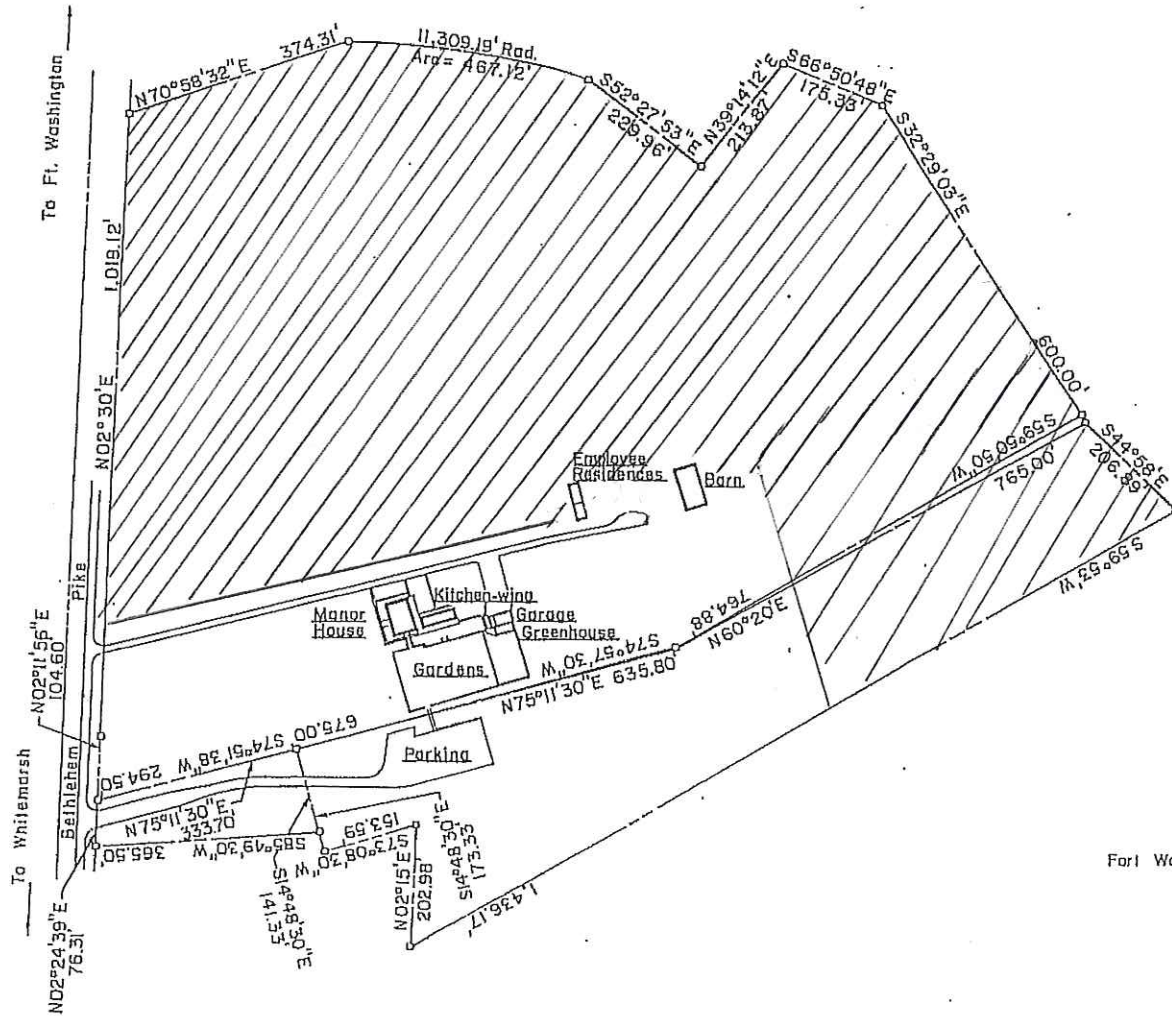 To Ft. Washington
N70°58'32"E
374.31'
11,309.19' Rad.
Arc= 467.12'
S52°27'53"E
229.96'
N39°14'12"E
213.87'
S66°50'48"E
175.33'
S32°29'03"E
600.00'
1,019.12'
N02°30'E
S59°50'50"W
765.00'
S44°58'E
S59°53'W
1,436.17'
764.88'
N60°20'E
Employee
Residences
Barn
Kitchen-wing
Manor
House
Garage
Greenhouse
Gardens
Parking
S74°57'30"W
N75°11'30"E 635.80'
Pike
Bethlehem
N02°11'56"E
104.60'
294.50'
S74°51'38"W
675.00
N75°11'30"E
333.70'
365.50'
S85°49'30"W
S73°08'30"W
153.59
S14°48'30"E
173.33'
S14°48'30"E
141.55'
N02°15'E
202.98'
To Whitemarsh
N02°24'39"E
76.31'
Fort